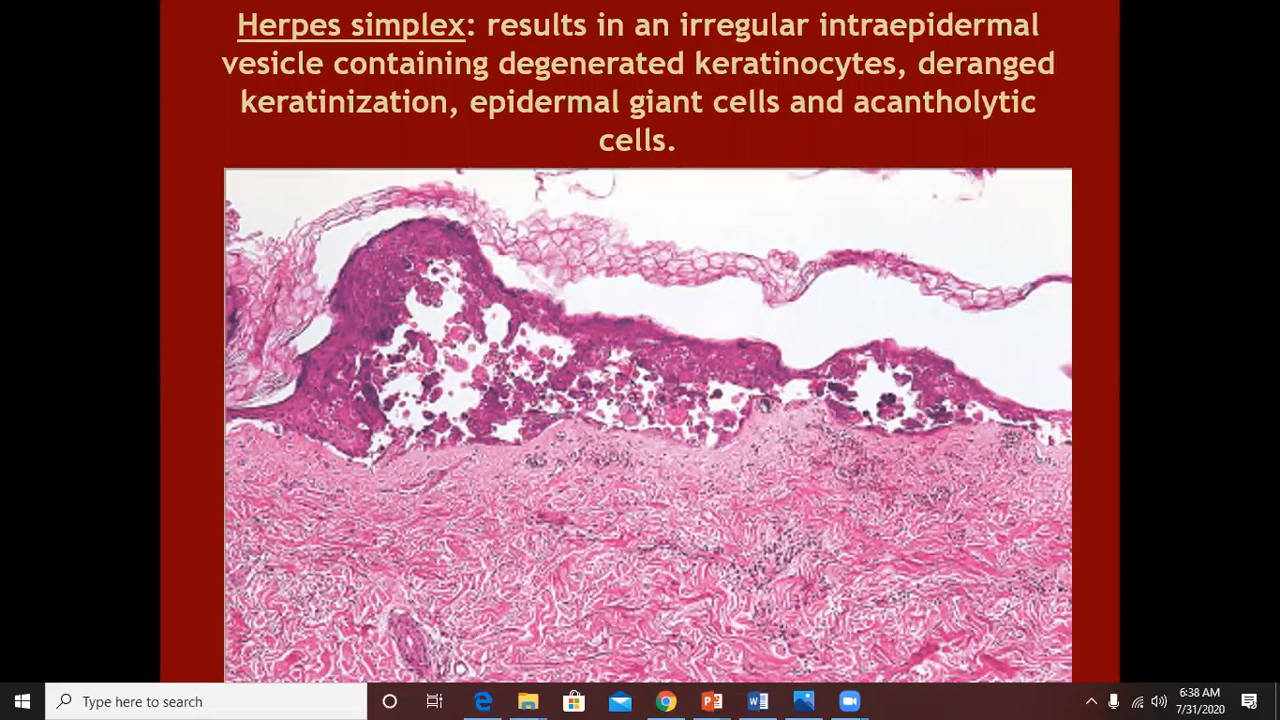 Herpes simplex: results in an irregular intraepidermal
vesicle containing degenerated keratinocytes, deranged
keratinization, epidermal giant cells and acantholytic
cells.
Type here to search
6:38 AM
7/31/2020